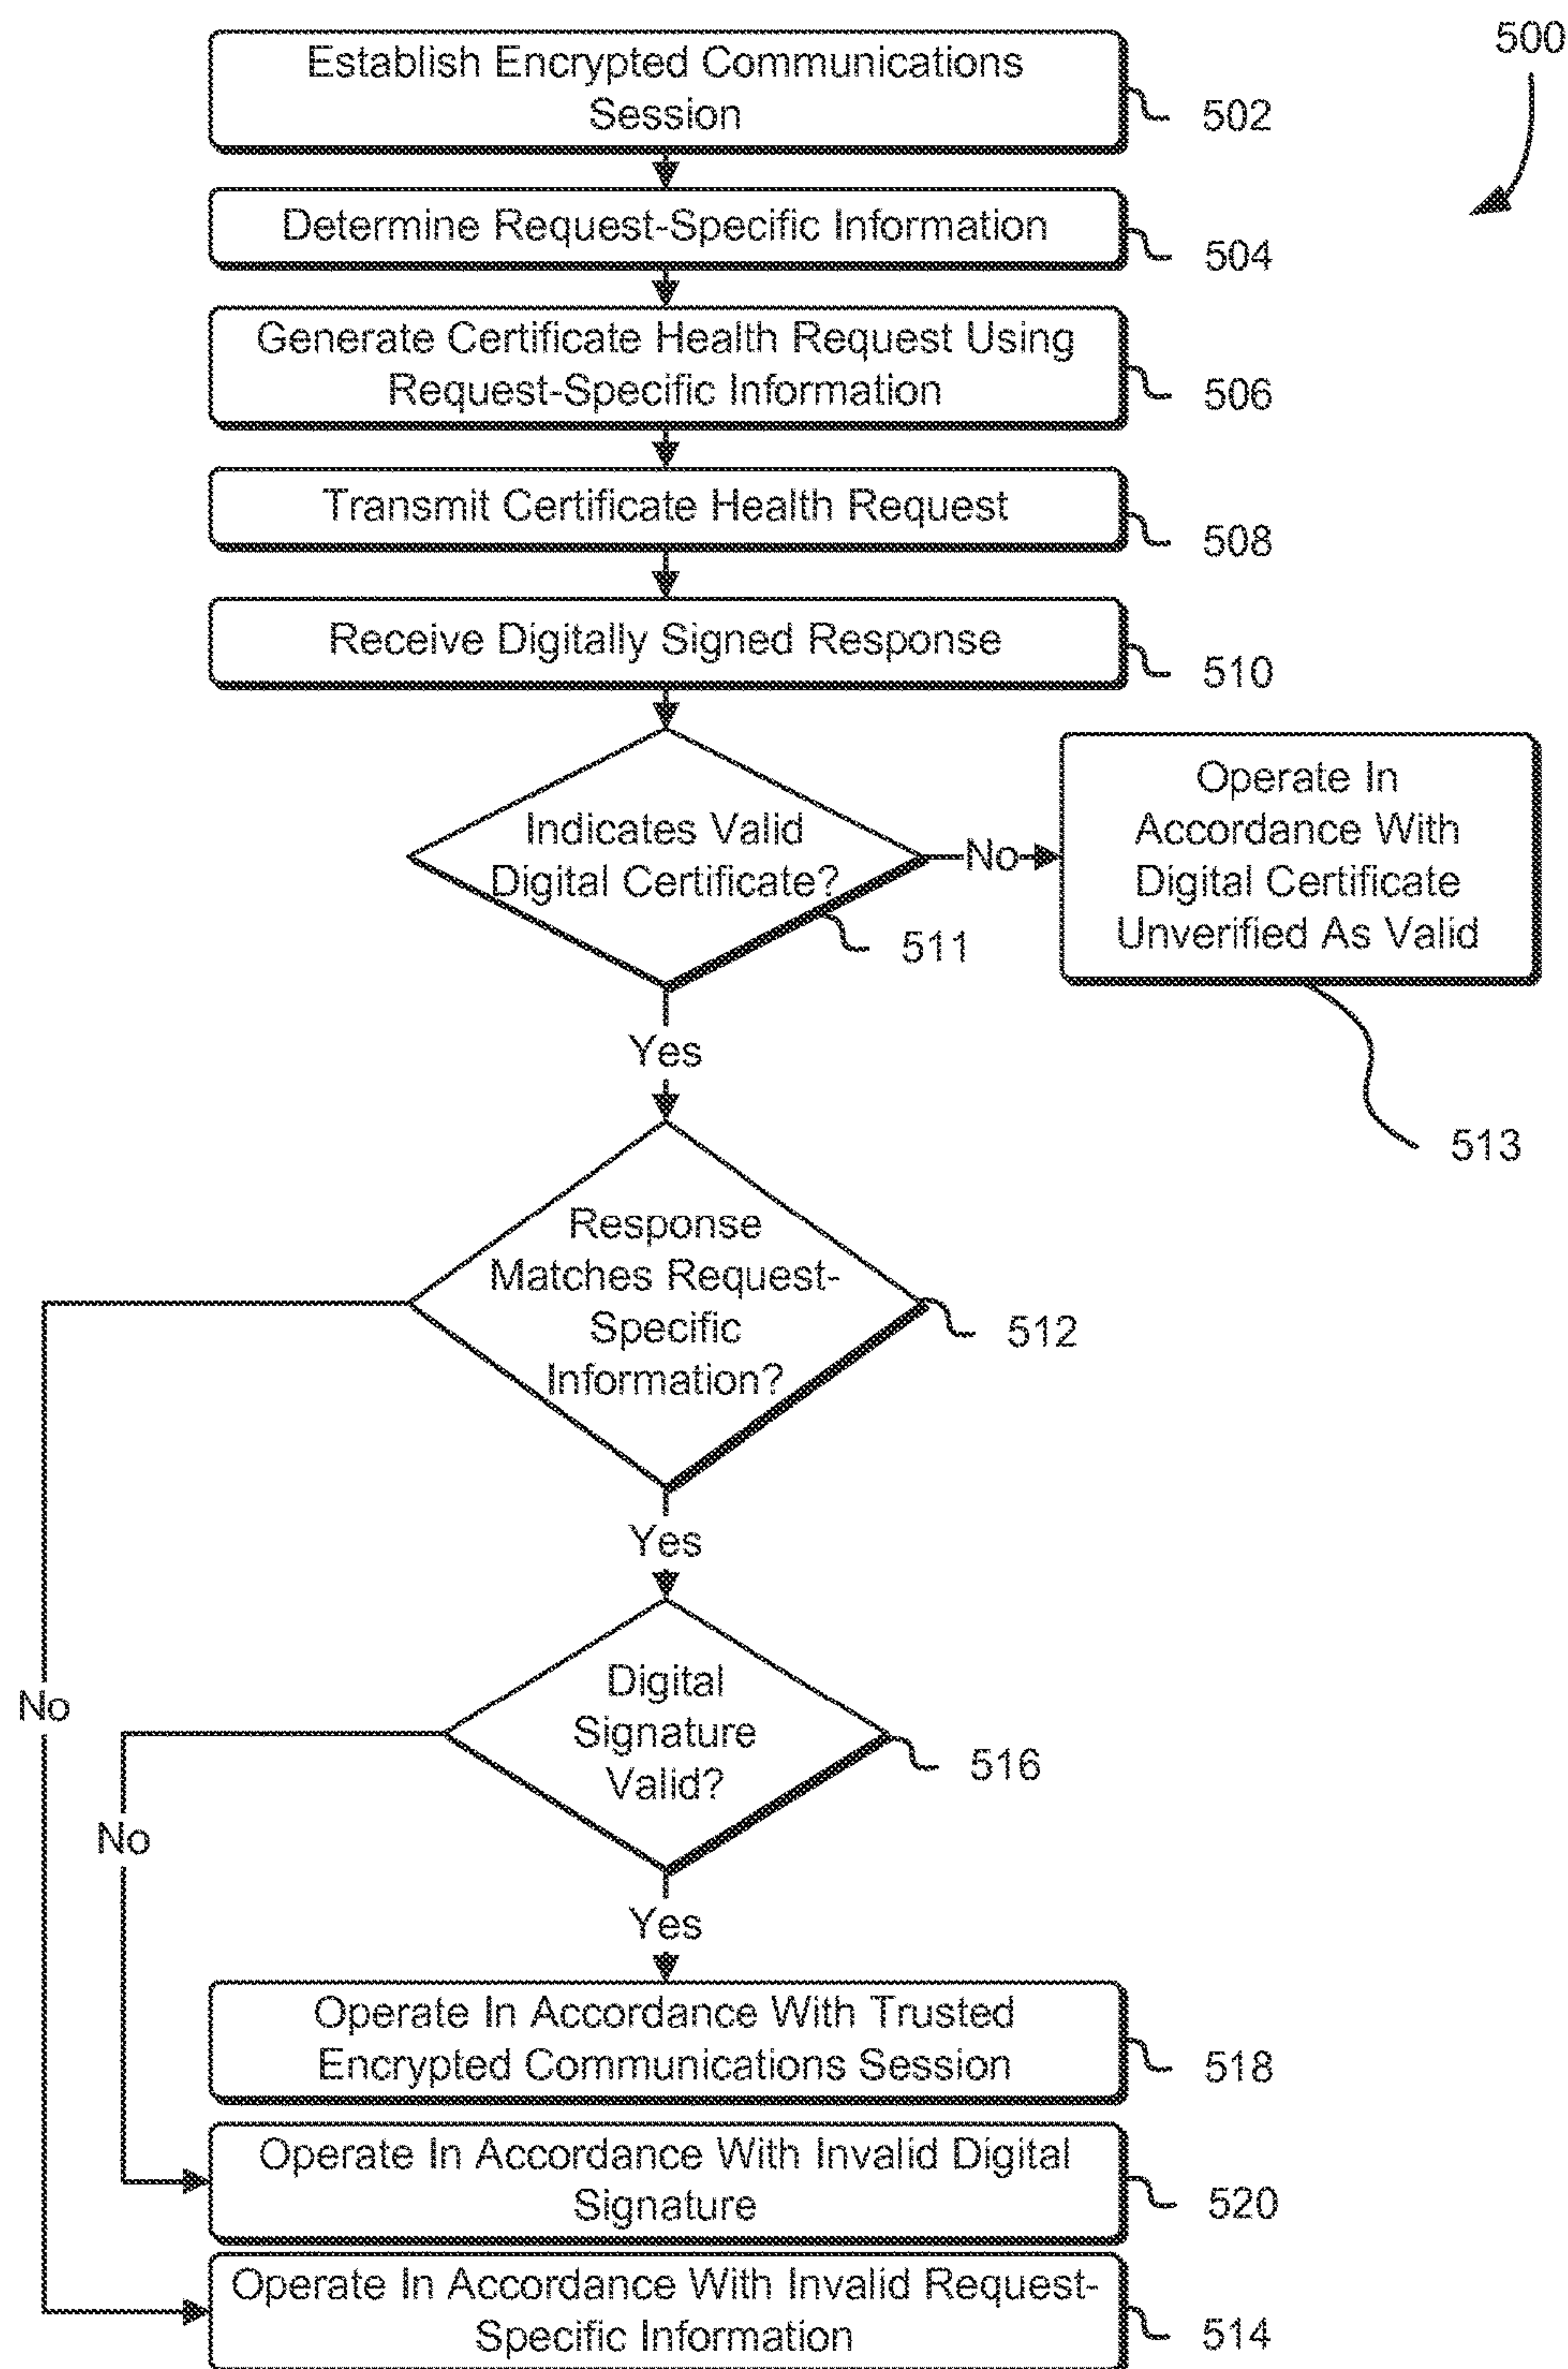 500
Establish Encrypted Communications
Session
502
Determine Request-Specific Information
504
Generate Certificate Health Request Using
Request-Specific Information
506
Transmit Certificate Health Request
508
Receive Digitally Signed Response
510
Indicates Valid
Digital Certificate?
511
No
Operate In
Accordance With
Digital Certificate
Unverified As Valid
513
Yes
Response
Matches Request-
Specific
Information?
512
No
Yes
Digital
Signature
Valid?
516
No
Yes
Operate In Accordance With Trusted
Encrypted Communications Session
518
Operate In Accordance With Invalid Digital
Signature
520
Operate In Accordance With Invalid Request-
Specific Information
514